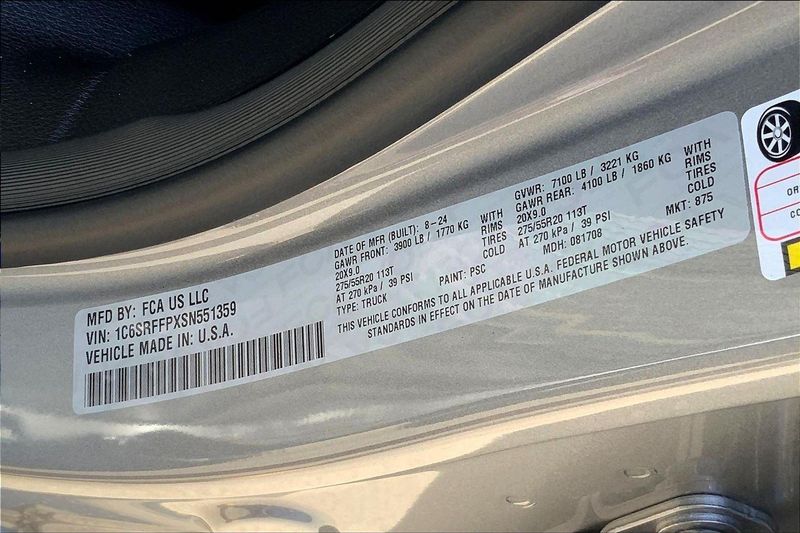 MFD BY: FCA US LLC
VIN: 1C6SRFFPXSN551359
VEHICLE MADE IN: U.S.A.
DATE OF MFR (BUILT): 8-24
GAWR FRONT: 3900 LB / 1770 KG WITH
20X9.0 RIMS
275/55R20 113T TIRES
AT 270 kPa / 39 PSI COLD
TYPE: TRUCK PAINT: PSC
GVWR: 7100 LB / 3221 KG
GAWR REAR: 4100 LB / 1860 KG WITH
20X9.0 RIMS
275/55R20 113T TIRES
AT 270 kPa / 39 PSI COLD
MDH: 081708 MKT: 875
THIS VEHICLE CONFORMS TO ALL APPLICABLE U.S.A. FEDERAL MOTOR VEHICLE SAFETY
STANDARDS IN EFFECT ON THE DATE OF MANUFACTURE SHOWN ABOVE.